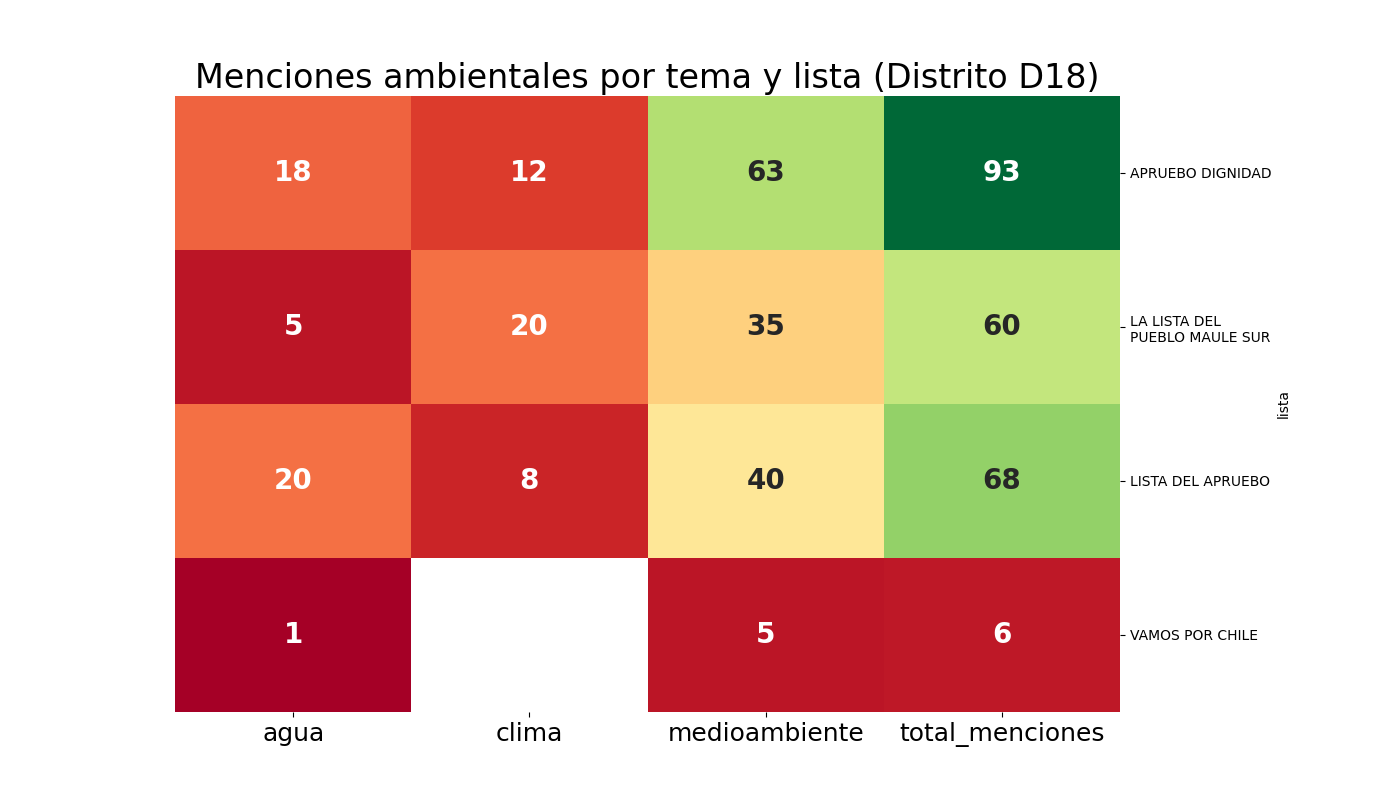 Menciones ambientales por tema y lista (Distrito D18)
18 12 63 93 APRUEBO DIGNIDAD
5 20 35 60 LA LISTA DEL
PUEBLO MAULE SUR
lista
20 8 40 68 LISTA DEL APRUEBO
1 5 6 VAMOS POR CHILE
agua clima medioambiente total_menciones